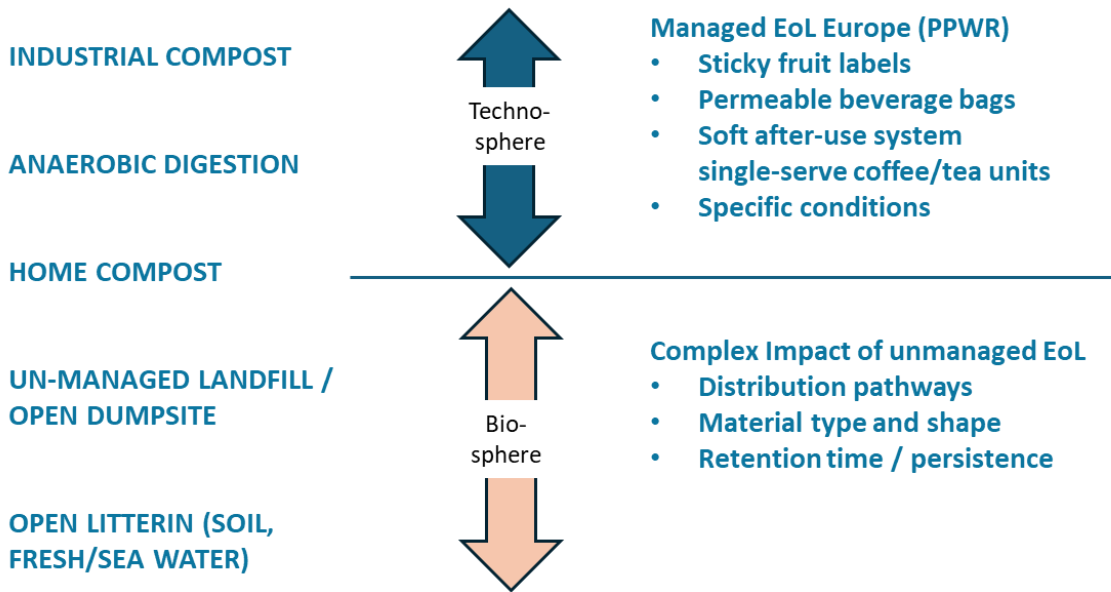 INDUSTRIAL COMPOST
ANAEROBIC DIGESTION
HOME COMPOST
UN-MANAGED LANDFILL /
OPEN DUMPSITE
OPEN LITTERIN (SOIL,
FRESH/SEA WATER)
Techno-
sphere
Bio-
sphere
Managed EoL Europe (PPWR)
• Sticky fruit labels
• Permeable beverage bags
• Soft after-use system
single-serve coffee/tea units
• Specific conditions
Complex Impact of unmanaged EoL
• Distribution pathways
• Material type and shape
• Retention time / persistence